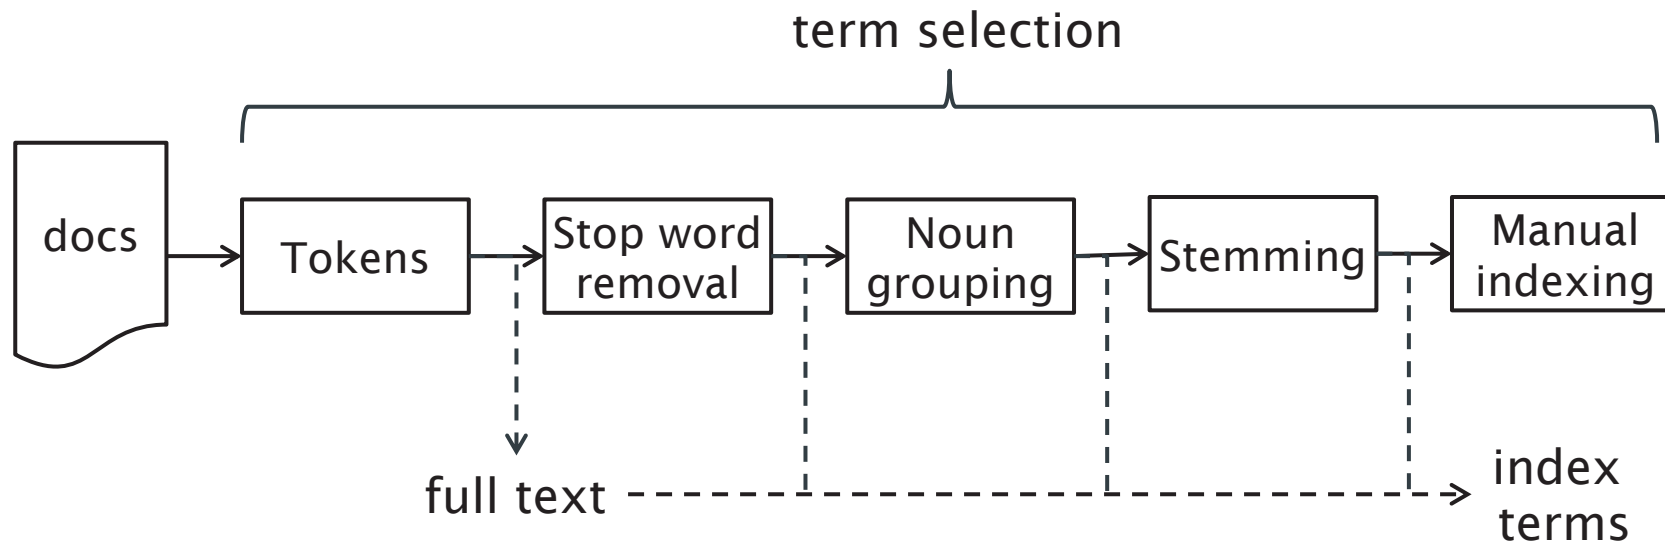 term selection
docs
Tokens
Stop word
removal
Noun
grouping
Stemming
Manual
indexing
full text
index
terms